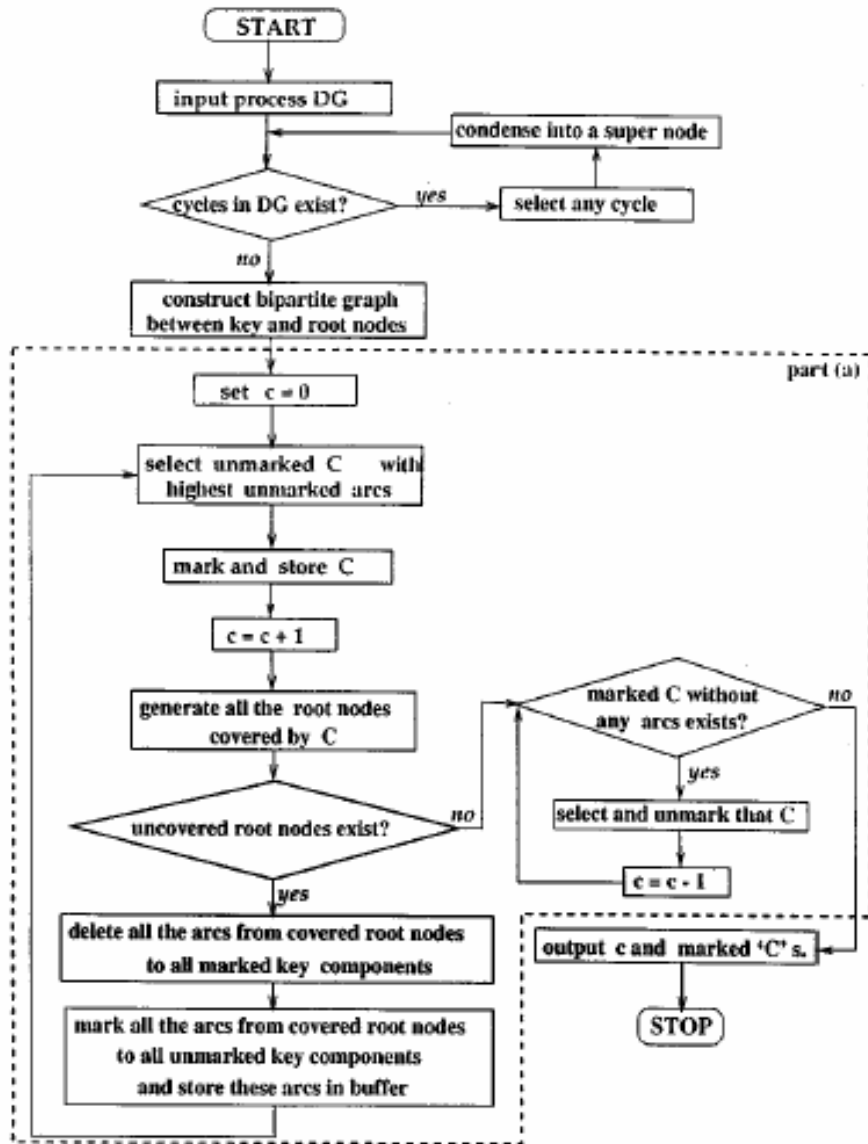 START
input process DG
condense into a super node
cycles in DG exist?
yes
select any cycle
no
construct bipartite graph
between key and root nodes
part (a)
set c = 0
select unmarked C with
highest unmarked arcs
mark and store C
c = c + 1
generate all the root nodes
covered by C
marked C without
any arcs exists?
no
yes
select and unmark that C
c = c - 1
uncovered root nodes exist?
no
yes
delete all the arcs from covered root nodes
to all marked key components
output c and marked 'C' s.
STOP
mark all the arcs from covered root nodes
to all unmarked key components
and store these arcs in buffer